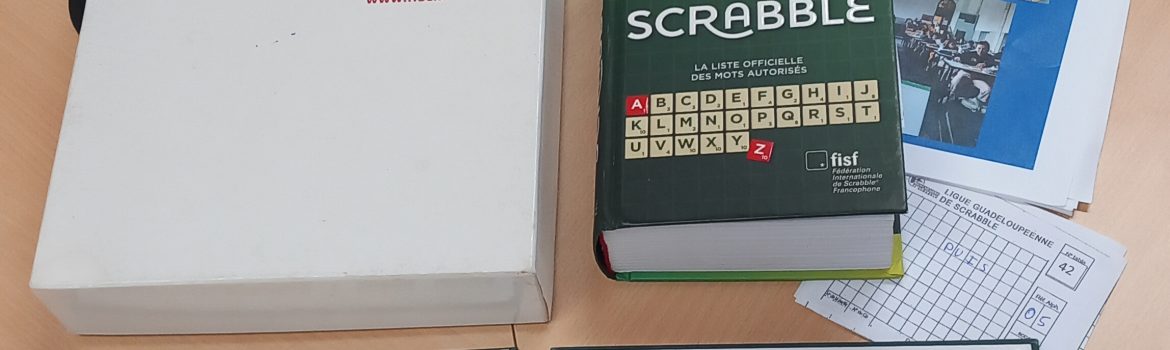 SCRABBLE
LA LISTE OFFICIELLE
DES MOTS AUTORISÉS
A B C D E F G H I J
K L M N O P Q R S T
U V W X Y Z
fisf
Fédération
Internationale
de Scrabble
Francophone
LIGUE GUADELOUPEENNE
DE SCRABBLE
N° table
42
PUIS
05